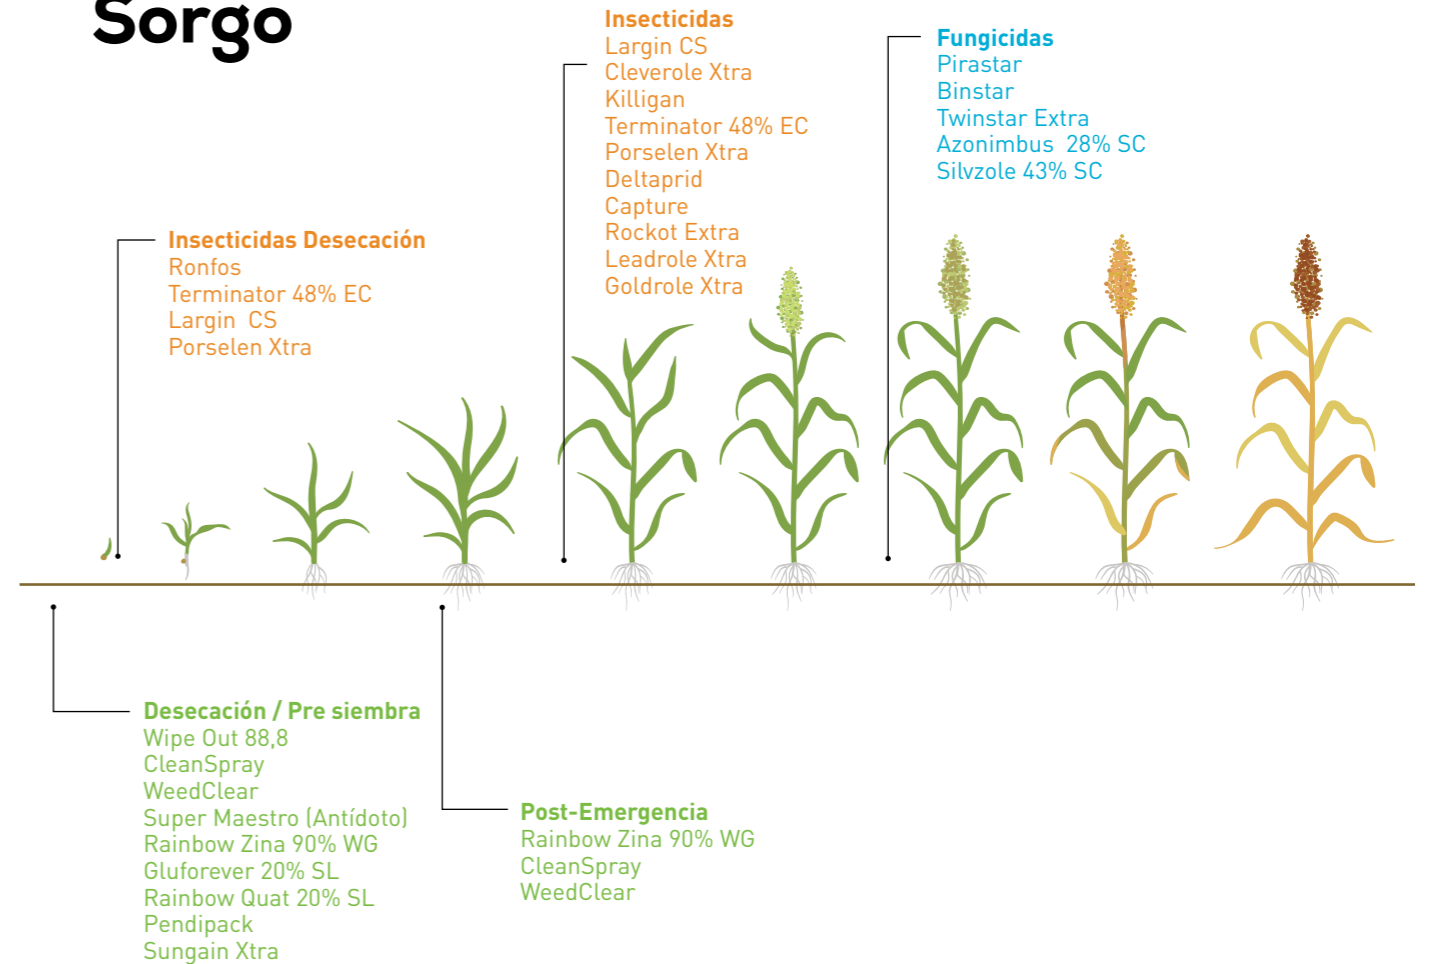 Sorgo
Insecticidas
Largin CS
Cleverole Xtra
Killigan
Terminator 48% EC
Porselen Xtra
Deltaprid
Capture
Rockot Extra
Leadrole Xtra
Goldrole Xtra
Fungicidas
Pirastar
Binstar
Twinstar Extra
Azonimbus 28% SC
Silvzole 43% SC
Insecticidas Desecación
Ronfos
Terminator 48% EC
Largin CS
Porselen Xtra
Desecación / Pre siembra
Wipe Out 88,8
CleanSpray
WeedClear
Super Maestro (Antídoto)
Rainbow Zina 90% WG
Gluforever 20% SL
Rainbow Quat 20% SL
Pendipack
Sungain Xtra
Post-Emergencia
Rainbow Zina 90% WG
CleanSpray
WeedClear